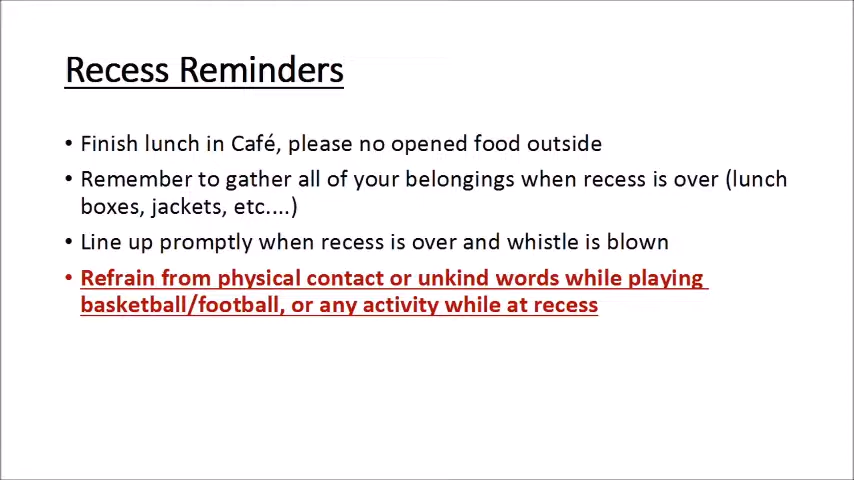 Recess Reminders
• Finish lunch in Café, please no opened food outside
• Remember to gather all of your belongings when recess is over (lunch
boxes, jackets, etc....)
• Line up promptly when recess is over and whistle is blown
• Refrain from physical contact or unkind words while playing
basketball/football, or any activity while at recess